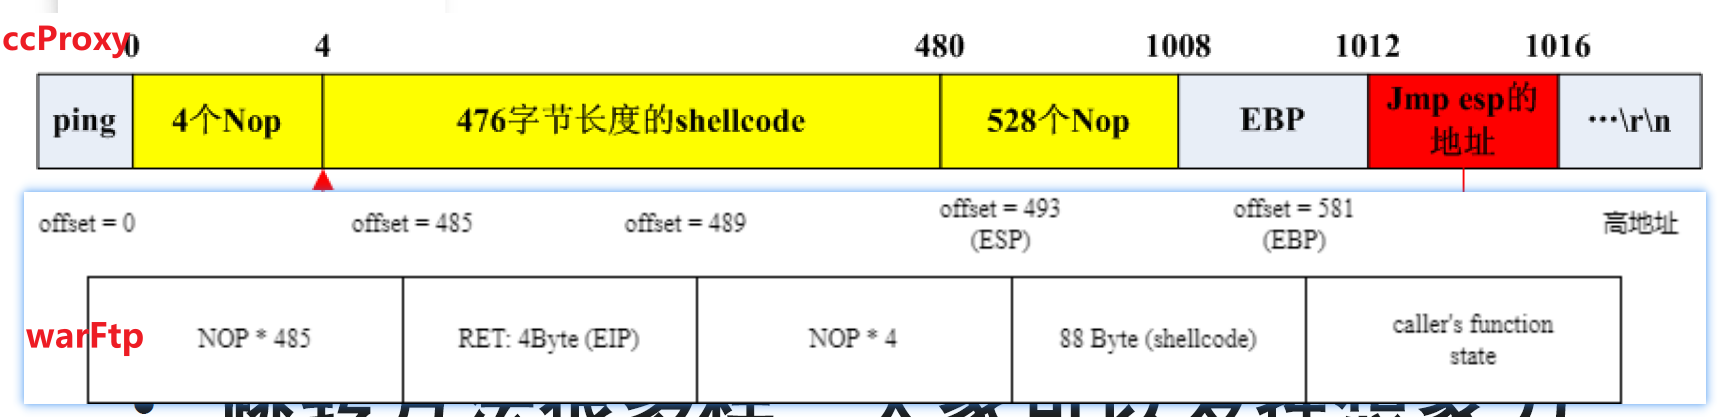 ccProxy
0 4 480 1008 1012 1016
ping 4个Nop 476字节长度的shellcode 528个Nop EBP Jmp esp的
地址 ···\r\n
offset = 0 offset = 485 offset = 489 offset = 493
(ESP) offset = 581
(EBP) 高地址
warFtp
NOP * 485 RET: 4Byte (EIP) NOP * 4 88 Byte (shellcode) caller's function
state